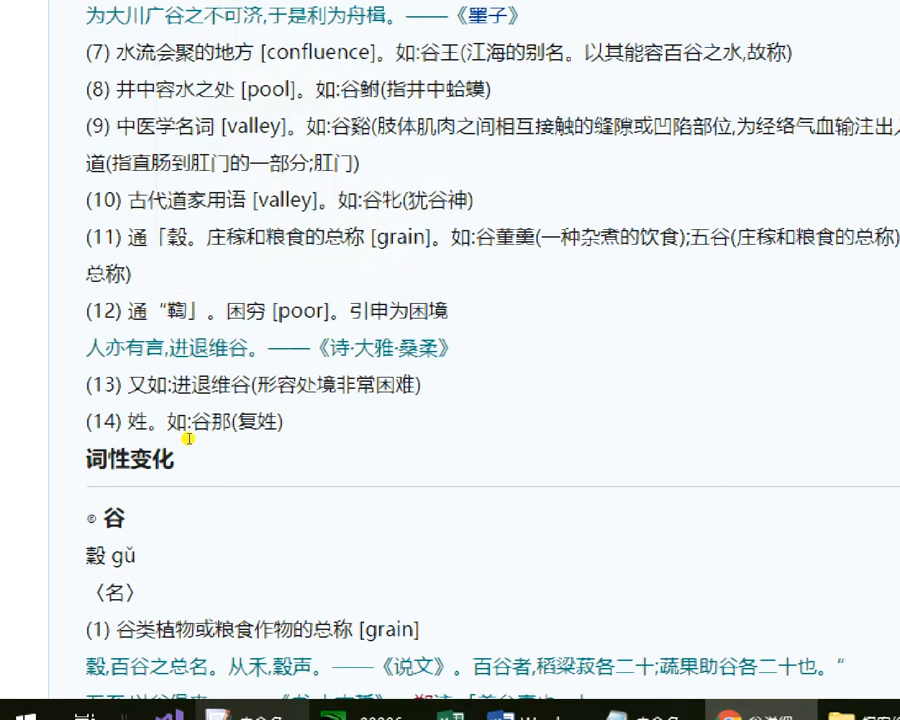 为大川广谷之不可济,于是利为舟楫。——《墨子》
(7) 水流会聚的地方 [confluence]。如:谷王(江海的别名。以其能容百谷之水,故称)
(8) 井中容水之处 [pool]。如:谷鲋(指井中蛤蟆)
(9) 中医学名词 [valley]。如:谷谿(肢体肌肉之间相互接触的缝隙或凹陷部位,为经络气血输注出入
道(指直肠到肛门的一部分;肛门)
(10) 古代道家用语 [valley]。如:谷牝(犹谷神)
(11) 通「穀。庄稼和粮食的总称 [grain]。如:谷董羹(一种杂煮的饮食);五谷(庄稼和粮食的总称)
总称)
(12) 通“鞫」。困穷 [poor]。引申为困境
人亦有言,进退维谷。——《诗·大雅·桑柔》
(13) 又如:进退维谷(形容处境非常困难)
(14) 姓。如:谷那(复姓)
词性变化
◎ 谷
穀 gǔ
〈名〉
(1) 谷类植物或粮食作物的总称 [grain]
穀,百谷之总名。从禾,殻声。——《说文》。百谷者,稻粱菽各二十;蔬果助谷各二十也。“